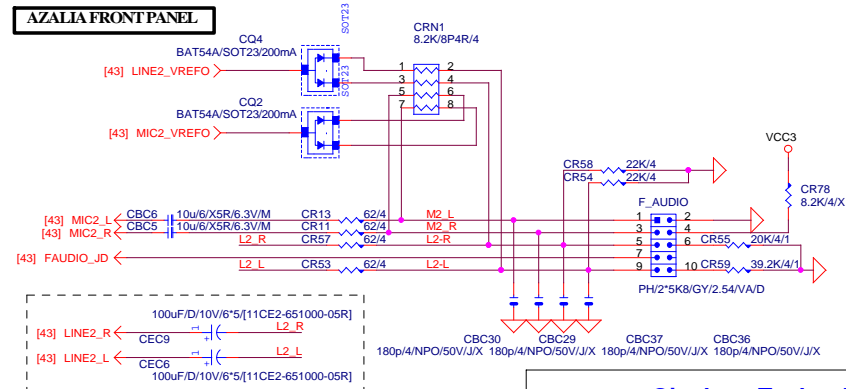 AZALIA FRONT PANEL
CQ4
BAT54A/SOT23/200mA
SOT23
SOT23
CRN1
8.2K/8P4R/4
[43] LINE2_VREFO
1 2
3 4
5 6
7 8
CQ2
BAT54A/SOT23/200mA
[43] MIC2_VREFO
VCC3
CR58 22K/4
CR54 22K/4
CR78
8.2K/4/X
F_AUDIO
[43] MIC2_L CBC6 10u/6/X5R/6.3V/M CR13 62/4 M2_L 1 2
[43] MIC2_R CBC5 10u/6/X5R/6.3V/M CR11 62/4 M2_R 3 4
L2_R CR57 62/4 L2-R 5 6 CR55 20K/4/1
[43] FAUDIO_JD 7
L2_L CR53 62/4 L2-L 9 10 CR59 39.2K/4/1
PH/2*5K8/GY/2.54/VA/D
100uF/D/10V/6*5/[11CE2-651000-05R]
[43] LINE2_R 1 + L2_R
CEC9
[43] LINE2_L 1 + L2_L
CEC6
100uF/D/10V/6*5/[11CE2-651000-05R]
CBC30 CBC29 CBC37 CBC36
180p/4/NPO/50V/J/X 180p/4/NPO/50V/J/X 180p/4/NPO/50V/J/X 180p/4/NPO/50V/J/X